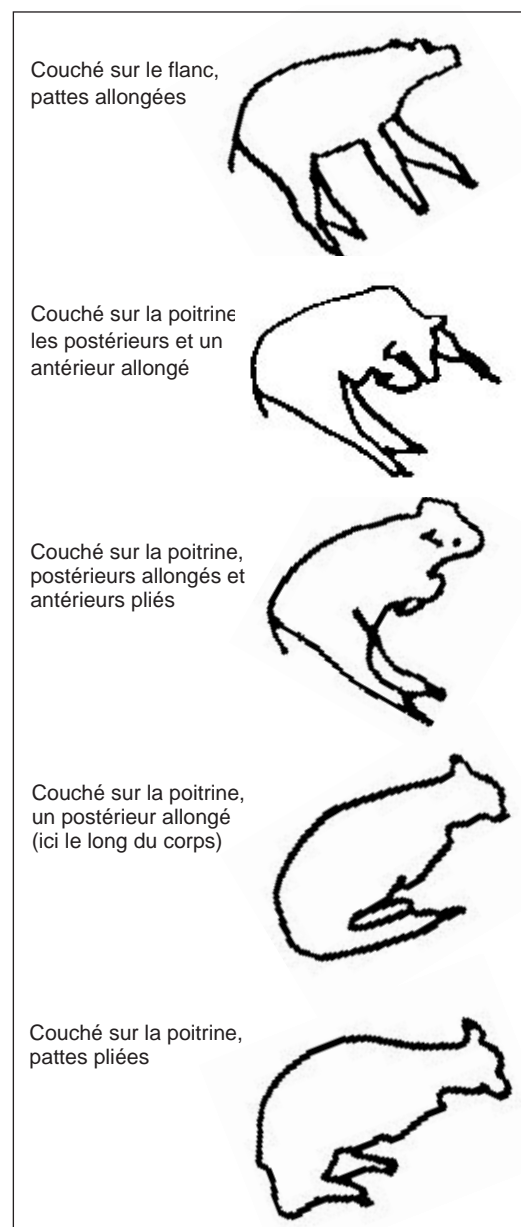 Couché sur le flanc,
pattes allongées
Couché sur la poitrine
les postérieurs et un
antérieur allongé
Couché sur la poitrine,
postérieurs allongés et
antérieurs pliés
Couché sur la poitrine,
un postérieur allongé
(ici le long du corps)
Couché sur la poitrine,
pattes pliées